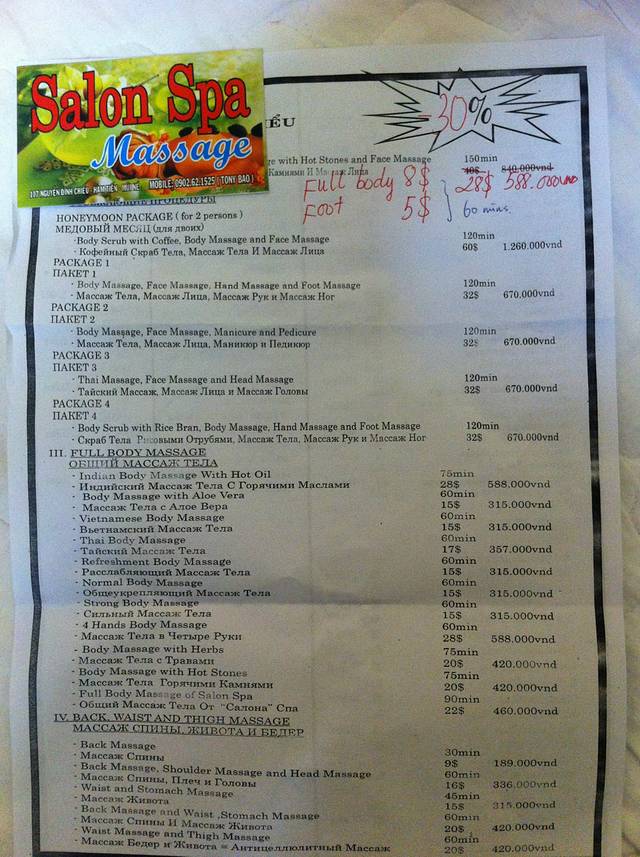 Salon Spa
Massage
197 NGUYEN DINH CHIEU - HAMTIEN MUINE MOBILE: 0902.62.1525 ( TONY BAO )
IỂU
-30%
e with Hot Stones and Face Massage 150min
Камнями И Массаж Лица 40$ 840.000vnd
28$ 588.000VND
Full body 8$
Foot 5$
60 mins.
HONEYMOON PACKAGE ( for 2 persons )
МЕДОВЫЙ МЕСЯЦ (для двоих)
- Body Scrub with Coffee, Body Massage and Face Massage 120min
- Кофейный Скраб Тела, Массаж Тела И Массаж Лица 60$ 1.260.000vnd
PACKAGE 1
ПАКЕТ 1
- Body Massage, Face Massage, Hand Massage and Foot Massage 120min
- Массаж Тела, Массаж Лица, Массаж Рук и Массаж Ног 32$ 670.000vnd
PACKAGE 2
ПАКЕТ 2
- Body Massage, Face Massage, Manicure and Pedicure 120min
- Массаж Тела, Массаж Лица, Маникюр и Педикюр 32$ 670.000vnd
PACKAGE 3
ПАКЕТ 3
- Thai Massage, Face Massage and Head Massage 120min
- Тайский Массаж, Массаж Лица и Массаж Головы 32$ 670.000vnd
PACKAGE 4
ПАКЕТ 4
- Body Scrub with Rice Bran, Body Massage, Hand Massage and Foot Massage 120min
- Скраб Тела Рисовыми Отрубями, Массаж Тела, Массаж Рук и Массаж Ног 32$ 670.000vnd
III. FULL BODY MASSAGE
ОБЩИЙ МАССАЖ ТЕЛА
- Indian Body Massage With Hot Oil 75min
- Индийский Массаж Тела С Горячими Маслами 28$ 588.000vnd
- Body Massage with Aloe Vera 60min
- Массаж Тела с Алое Вера 15$ 315.000vnd
- Vietnamese Body Massage 60min
- Вьетнамский Массаж Тела 15$ 315.000vnd
- Thai Body Massage 60min
- Тайский Массаж Тела 17$ 357.000vnd
- Refreshment Body Massage 60min
- Расслабляющий Массаж Тела 15$ 315.000vnd
- Normal Body Massage 60min
- Общеукрепляющий Массаж Тела 15$ 315.000vnd
- Strong Body Massage 60min
- Сильный Массаж Тела 15$ 315.000vnd
- 4 Hands Body Massage 60min
- Массаж Тела в Четыре Руки 28$ 588.000vnd
- Body Massage with Herbs 75min
- Массаж Тела с Травами 20$ 420.000vnd
- Body Massage with Hot Stones 75min
- Массаж Тела Горячими Камнями 20$ 420.000vnd
- Full Body Massage of Salon Spa 90min
- Общий Массаж Тела От "Салона" Спа 22$ 460.000vnd
IV. BACK, WAIST AND THIGH MASSAGE
МАССАЖ СПИНЫ, ЖИВОТА И БЕДЕР
- Back Massage 30min
- Массаж Спины 9$ 189.000vnd
- Back Massage, Shoulder Massage and Head Massage 60min
- Массаж Спины, Плеч и Головы 16$ 336.000vnd
- Waist and Stomach Massage 45min
- Массаж Живота 15$ 315.000vnd
- Back Massage and Waist ,Stomach Massage 60min
- Массаж Спины И Массаж Живота 20$ 420.000vnd
- Waist Massage and Thigh Massage 60min
- Массаж Бедер и Живота = Антицеллюлитный Массаж 20$ 420.000vnd